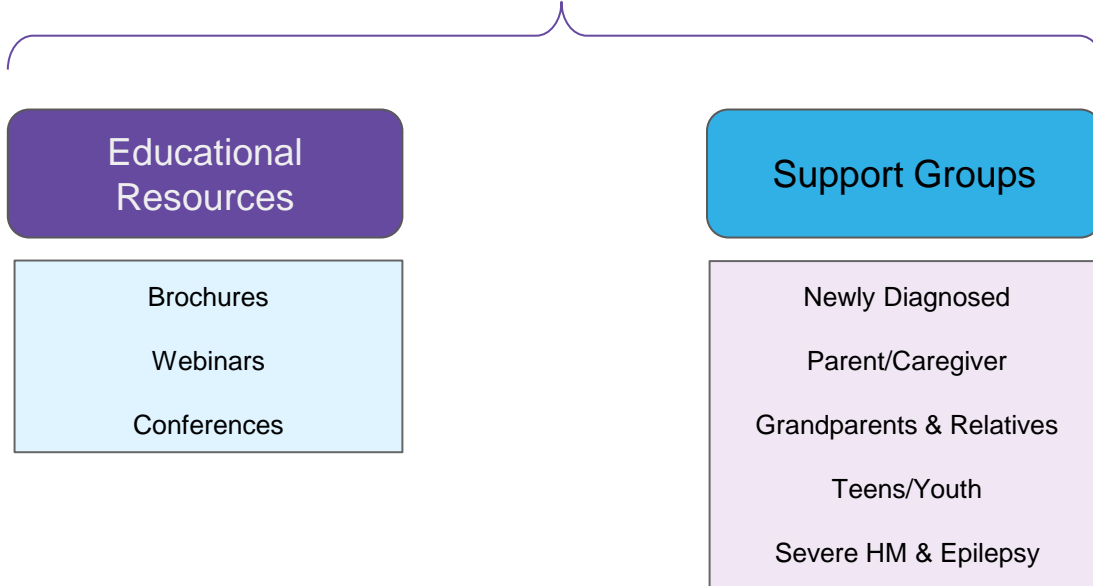 Educational
Resources
Brochures
Webinars
Conferences
Support Groups
Newly Diagnosed
Parent/Caregiver
Grandparents & Relatives
Teens/Youth
Severe HM & Epilepsy